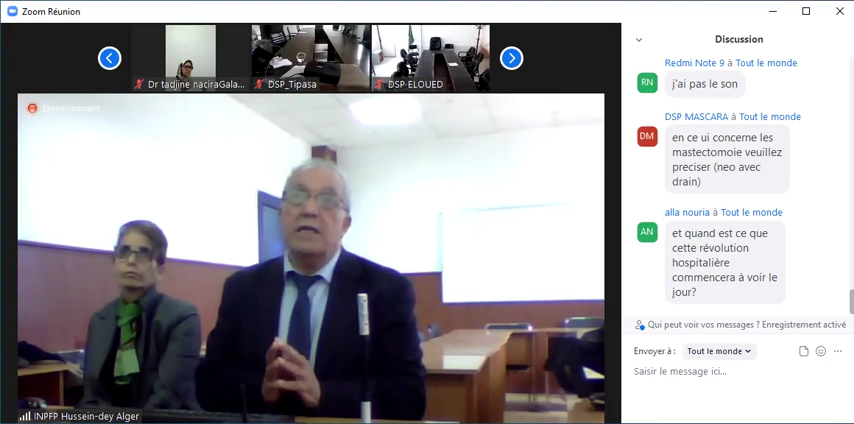 Zoom Réunion
Dr tadjine naciraGala...
DSP_Tipasa
DSP ELOUED
Enregistrement
INPFP Hussein-dey Alger
Discussion
Redmi Note 9 à Tout le monde
RN
j'ai pas le son
DSP MASCARA à Tout le monde
DM
en ce ui concerne les
mastectomoie veuillez
preciser (neo avec
drain)
alla nouria à Tout le monde
AN
et quand est ce que
cette révolution
hospitalière
commencera à voir le
jour?
Qui peut voir vos messages ? Enregistrement activé
Envoyer à : Tout le monde
Saisir le message ici...